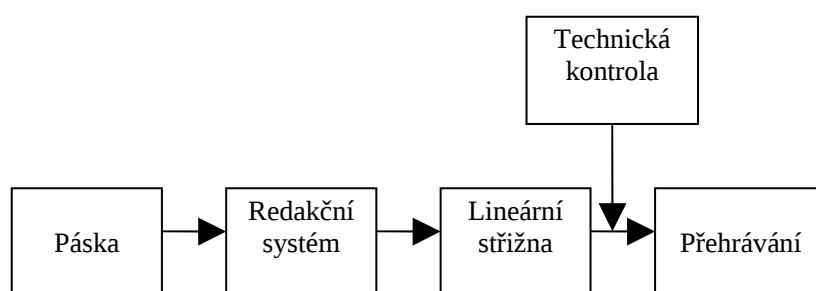 Technická
kontrola
Páska
Redakční
systém
Lineární
střižna
Přehrávání